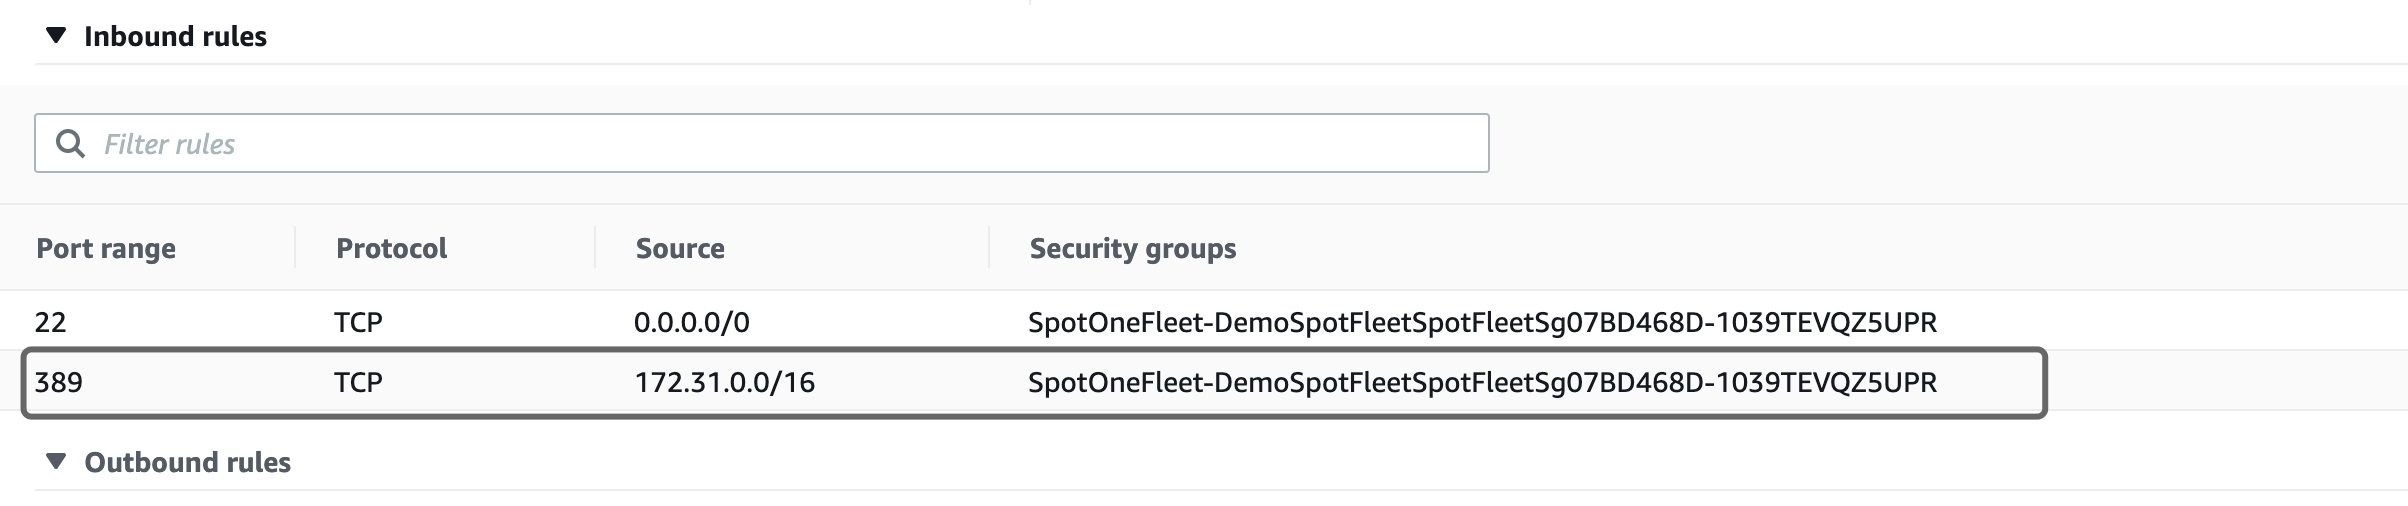 Inbound rules
Filter rules
Port range Protocol Source Security groups
22 TCP 0.0.0.0/0 SpotOneFleet-DemoSpotFleetSpotFleetSg07BD468D-1039TEVQZ5UPR
389 TCP 172.31.0.0/16 SpotOneFleet-DemoSpotFleetSpotFleetSg07BD468D-1039TEVQZ5UPR
Outbound rules